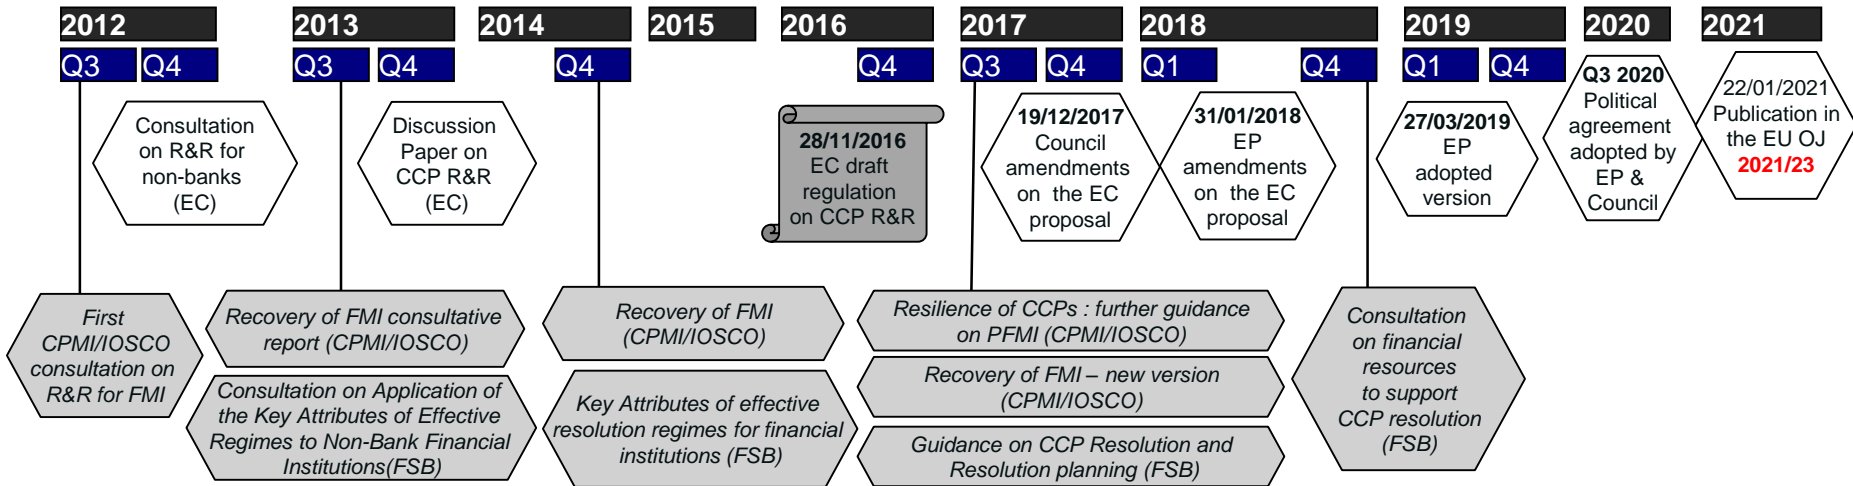 2012
2013
2014
2015
2016
2017
2018
2019
2020
2021
Q3
Q4
Q3
Q4
Q4
Q4
Q3
Q4
Q1
Q4
Q1
Q4
Consultation
on R&R for
non-banks
(EC)
Discussion
Paper on
CCP R&R
(EC)
28/11/2016
EC draft
regulation
on CCP R&R
19/12/2017
Council
amendments
on the EC
proposal
31/01/2018
EP
amendments
on the EC
proposal
27/03/2019
EP
adopted
version
Q3 2020
Political
agreement
adopted by
EP &
Council
22/01/2021
Publication in
the EU OJ
2021/23
First
CPMI/IOSCO
consultation on
R&R for FMI
Recovery of FMI consultative
report (CPMI/IOSCO)
Consultation on Application of
the Key Attributes of Effective
Regimes to Non-Bank Financial
Institutions(FSB)
Recovery of FMI
(CPMI/IOSCO)
Key Attributes of effective
resolution regimes for financial
institutions (FSB)
Resilience of CCPs : further guidance
on PFMI (CPMI/IOSCO)
Recovery of FMI – new version
(CPMI/IOSCO)
Guidance on CCP Resolution and
Resolution planning (FSB)
Consultation
on financial
resources
to support
CCP resolution
(FSB)